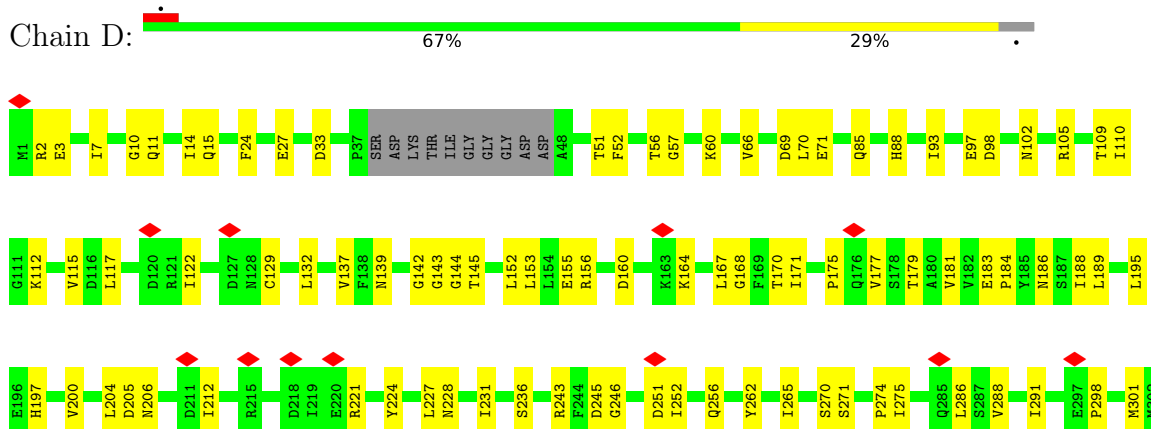 Chain D:
67% 29%
M1 R2 E3 I7 G10 Q11 I14 Q15 F24 E27 D33 P37 SER ASP LYS THR ILE GLY GLY GLY ASP ASP A48 T51 F52 T56 G57 K60 V66 D69 L70 E71 Q85 H88 I93 E97 D98 N102 R105 T109 I110
G111 K112 V115 D116 L117 D120 R121 I122 D127 N128 C129 L132 V137 F138 N139 G142 G143 G144 T145 L152 L153 L154 E155 R156 D160 K163 K164 L167 G168 F169 T170 I171 P175 Q176 V177 S178 T179 A180 V181 V182 E183 P184 Y185 N186 S187 I188 L189 L195
E196 H197 V200 L204 D205 N206 D211 I212 R215 D218 I219 E220 R221 Y224 L227 N228 I231 S236 R243 F244 D245 G246 D251 I252 Q256 Y262 I265 S270 S271 P274 I275 Q285 L286 S287 V288 I291 E297 P298 M301